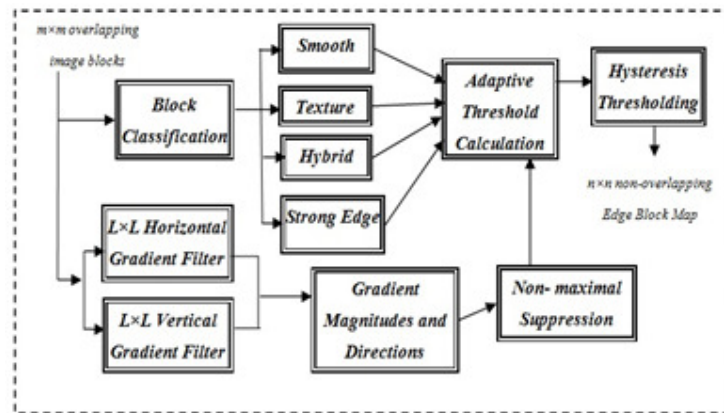 m×m overlapping
image blocks
Block
Classification
Smooth
Texture
Hybrid
Strong Edge
Adaptive
Threshold
Calculation
Hysteresis
Thresholding
n×n non-overlapping
Edge Block Map
L×L Horizontal
Gradient Filter
L×L Vertical
Gradient Filter
Gradient
Magnitudes and
Directions
Non- maximal
Suppression